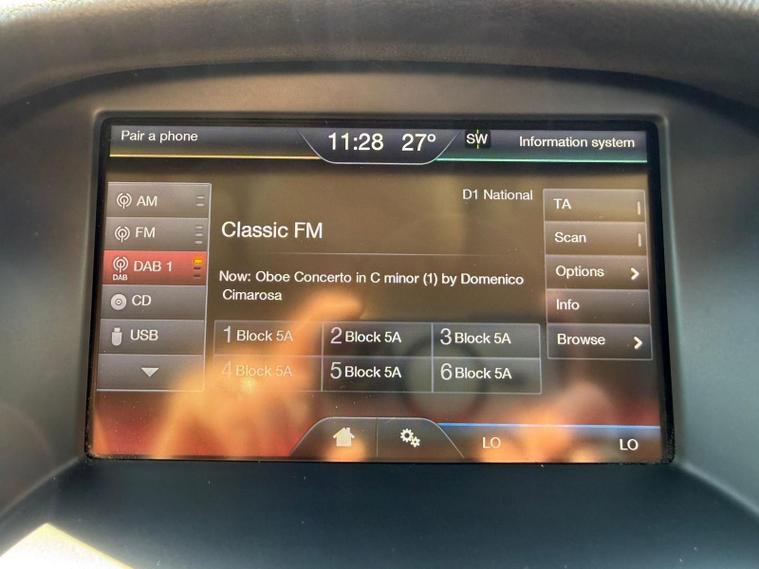 Pair a phone
11:28 27° SW
Information system
AM
FM
DAB 1
DAB
CD
USB
D1 National
Classic FM
Now: Oboe Concerto in C minor (1) by Domenico
Cimarosa
1 Block 5A
2 Block 5A
3 Block 5A
4 Block 5A
5 Block 5A
6 Block 5A
TA
Scan
Options
Info
Browse
LO
LO